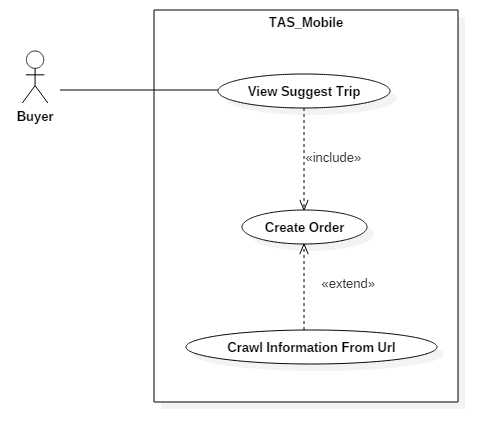 TAS_Mobile
View Suggest Trip
Buyer
«include»
Create Order
«extend»
Crawl Information From Url